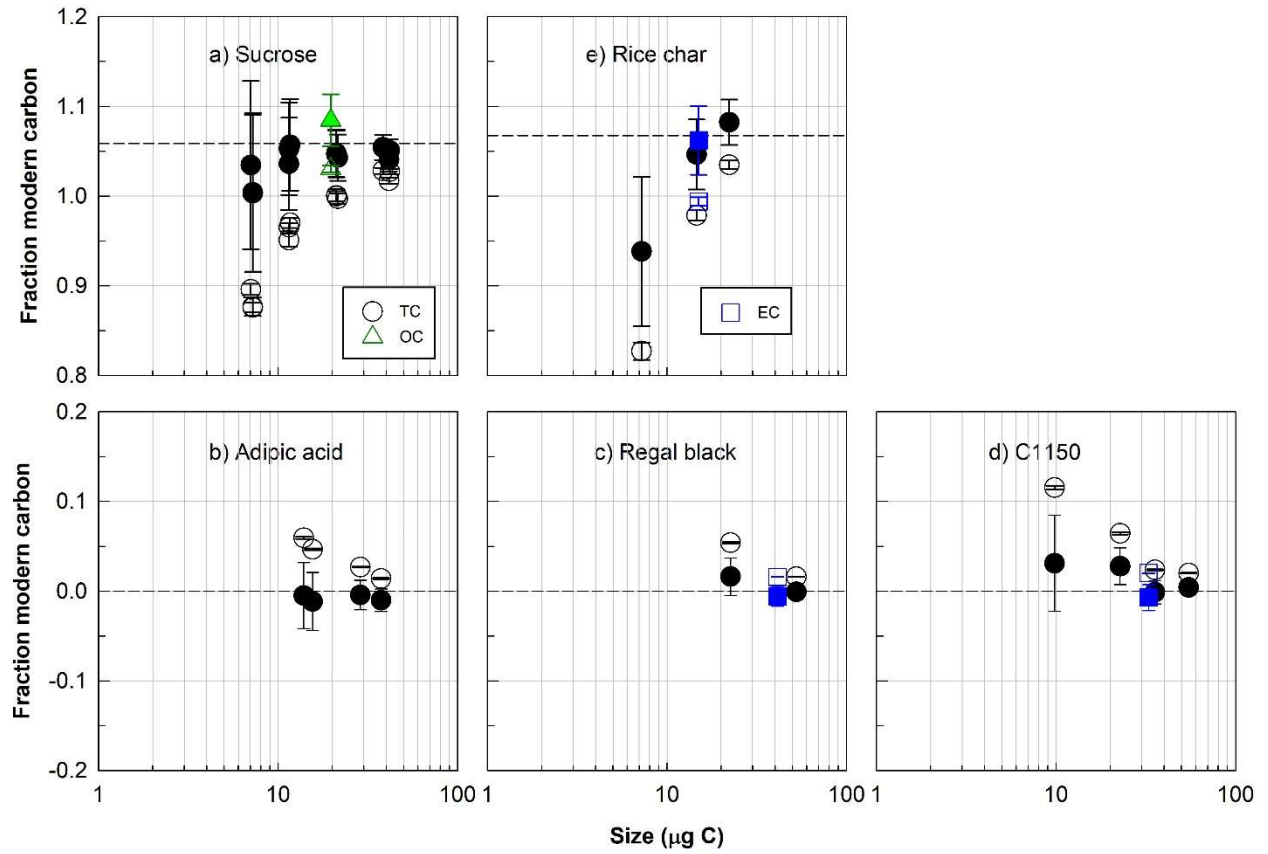 1.2
1.1
1.0
0.9
0.8
Fraction modern carbon
a) Sucrose
TC
OC
e) Rice char
EC
0.2
0.1
0.0
-0.1
-0.2
Fraction modern carbon
b) Adipic acid
c) Regal black
d) C1150
1 10 100
1 10 100
1 10 100
Size (μg C)